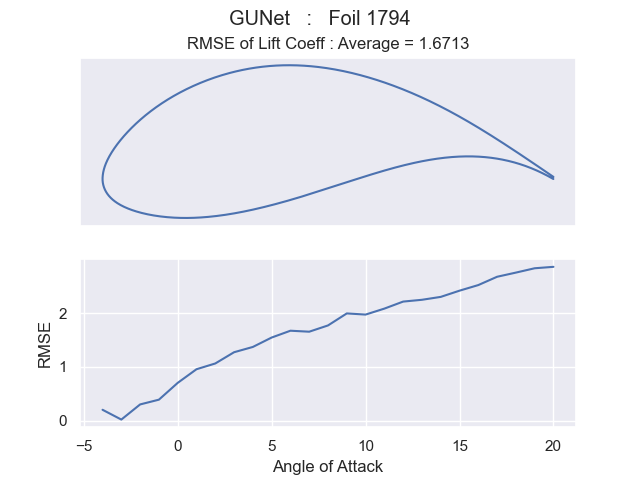 GUNet   :   Foil 1794
RMSE of Lift Coeff : Average = 1.6713
2
1
0
RMSE
−5 0 5 10 15 20
Angle of Attack